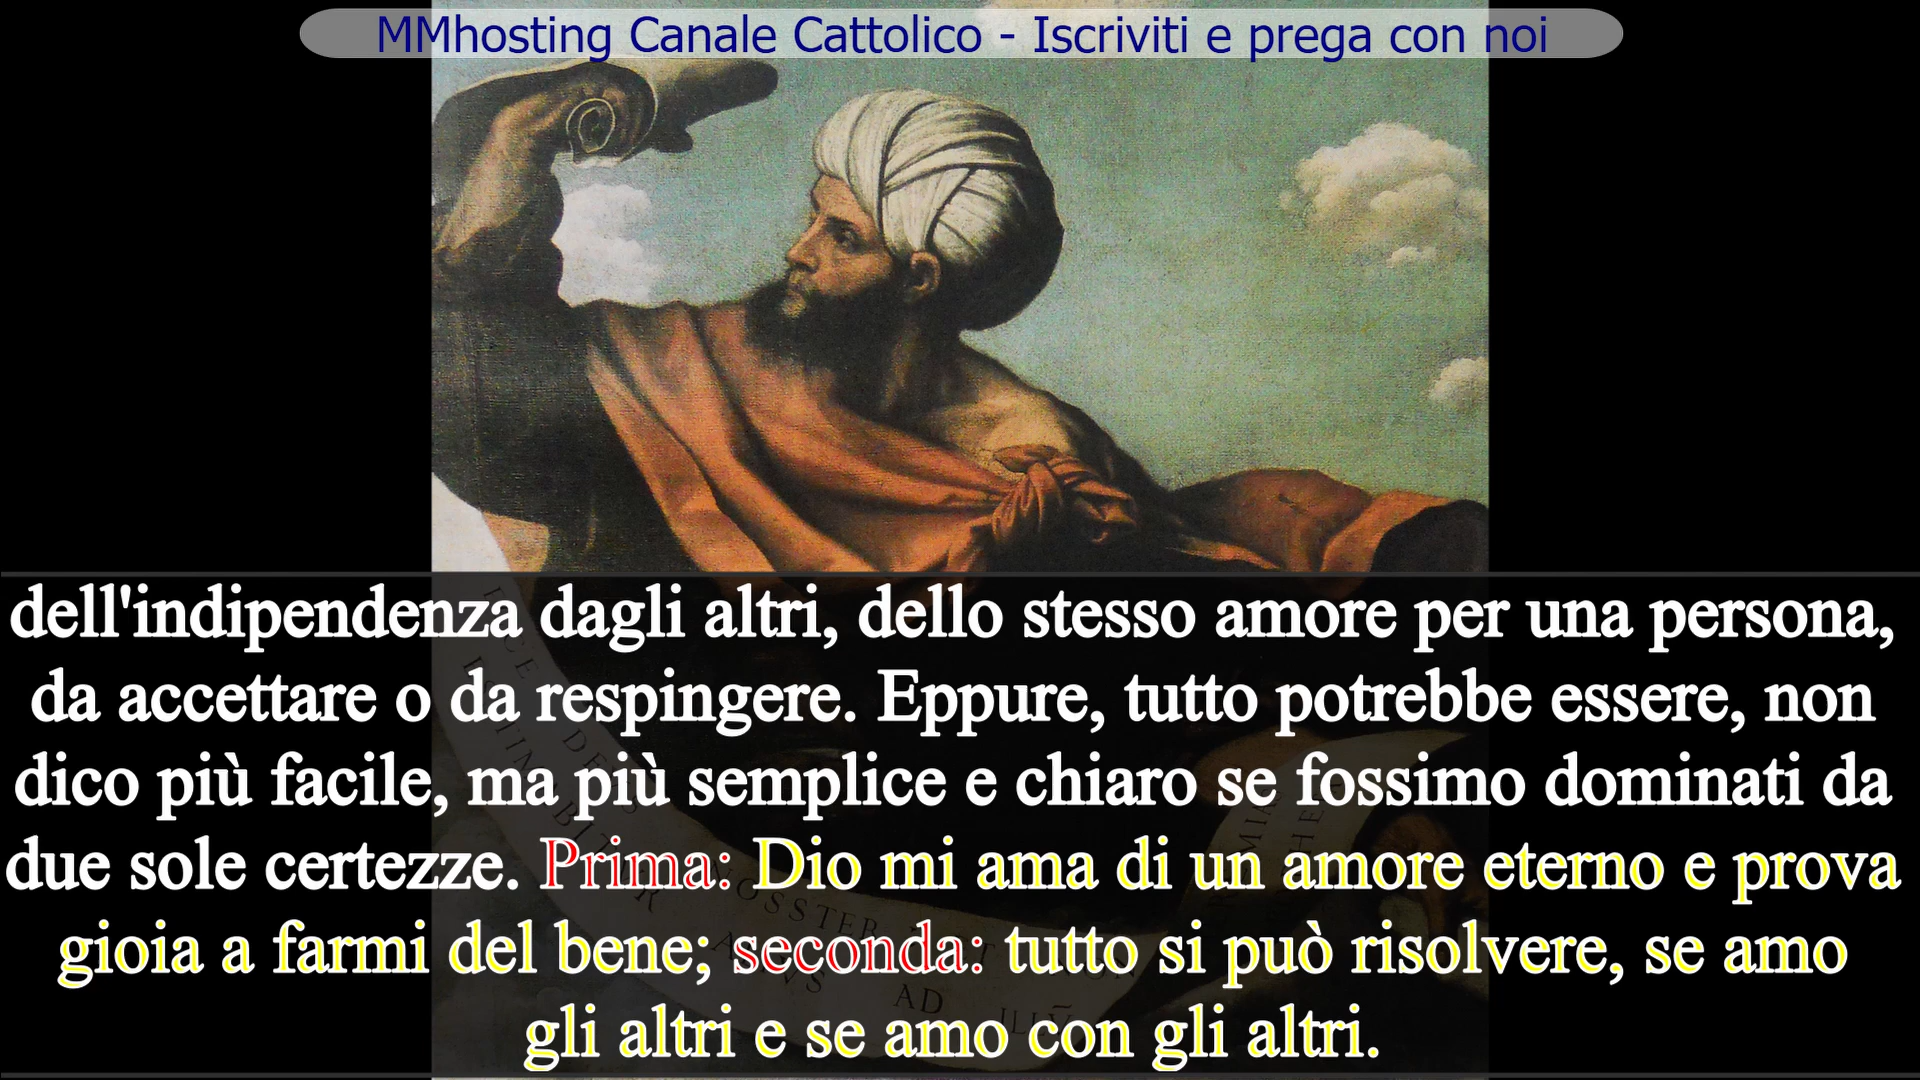 MMhosting Canale Cattolico - Iscriviti e prega con noi
dell'indipendenza dagli altri, dello stesso amore per una persona,
da accettare o da respingere. Eppure, tutto potrebbe essere, non
dico più facile, ma più semplice e chiaro se fossimo dominati da
due sole certezze. Prima: Dio mi ama di un amore eterno e prova
gioia a farmi del bene; seconda: tutto si può risolvere, se amo
gli altri e se amo con gli altri.
NOSSTER
AD